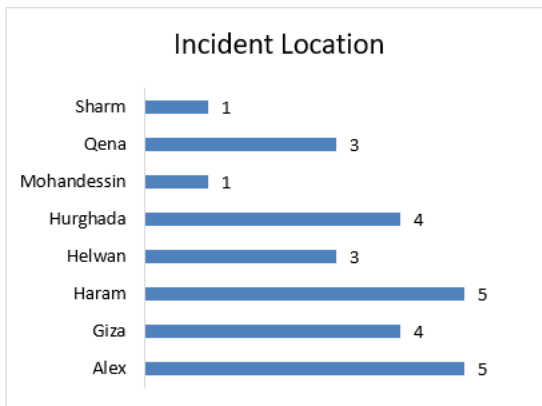 Incident Location
Sharm 1
Qena 3
Mohandessin 1
Hurghada 4
Helwan 3
Haram 5
Giza 4
Alex 5